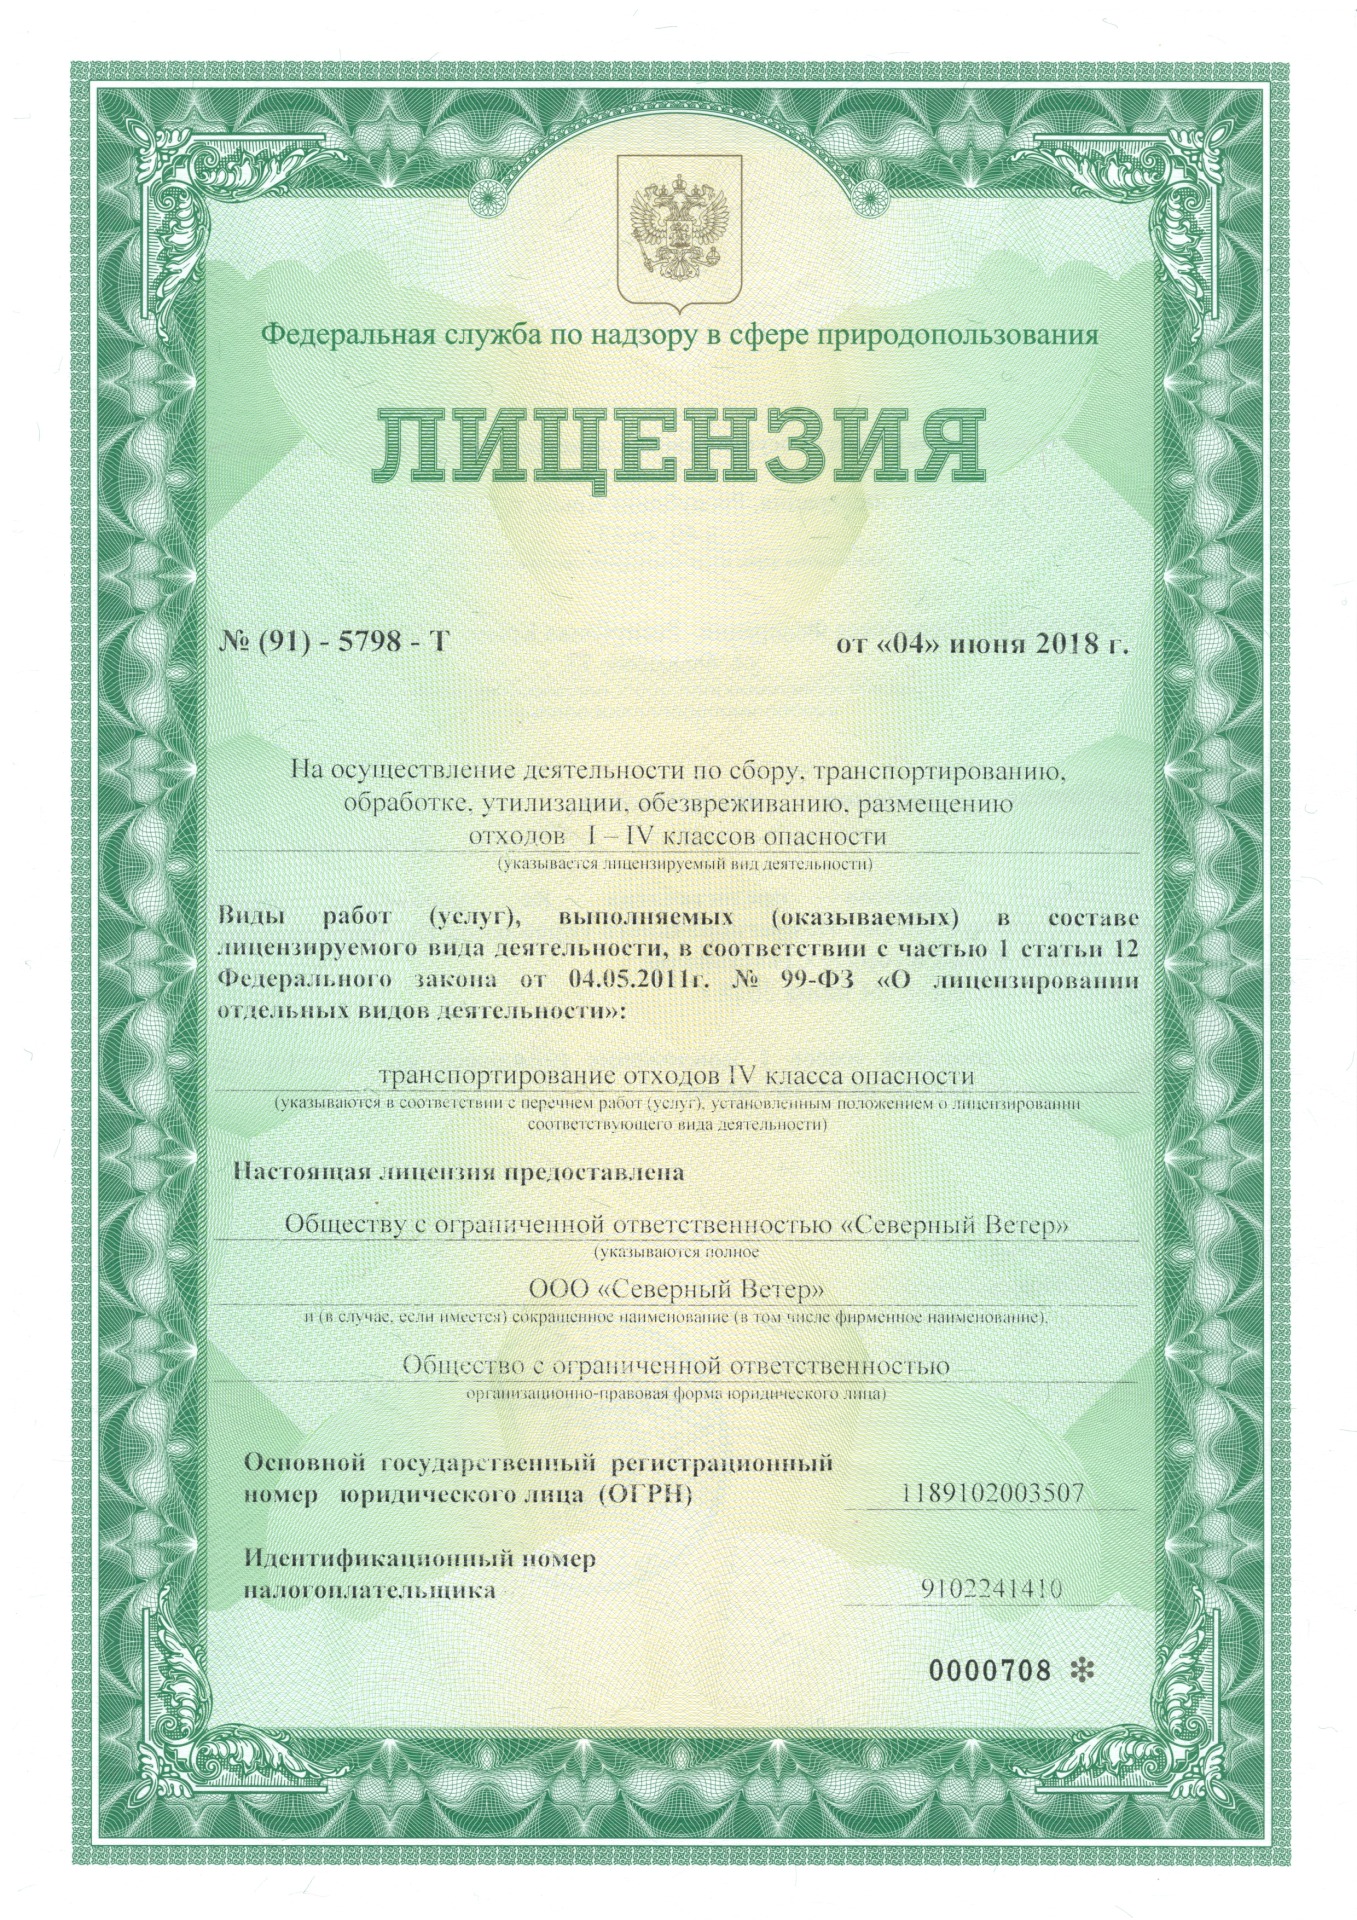 Федеральная служба по надзору в сфере природопользования
ЛИЦЕНЗИЯ
№ (91) - 5798 - Т от «04» июня 2018 г.
На осуществление деятельности по сбору, транспортированию,
обработке, утилизации, обезвреживанию, размещению
отходов I – IV классов опасности
(указывается лицензируемый вид деятельности)
Виды работ (услуг), выполняемых (оказываемых) в составе
лицензируемого вида деятельности, в соответствии с частью 1 статьи 12
Федерального закона от 04.05.2011г. № 99-ФЗ «О лицензировании
отдельных видов деятельности»:
транспортирование отходов IV класса опасности
(указываются в соответствии с перечнем работ (услуг), установленным положением о лицензировании
соответствующего вида деятельности)
Настоящая лицензия предоставлена
Обществу с ограниченной ответственностью «Северный Ветер»
(указываются полное
ООО «Северный Ветер»
и (в случае, если имеется) сокращенное наименование (в том числе фирменное наименование),
Общество с ограниченной ответственностью
организационно-правовая форма юридического лица)
Основной государственный регистрационный
номер юридического лица (ОГРН) 1189102003507
Идентификационный номер
налогоплательщика 9102241410
0000708 ✻